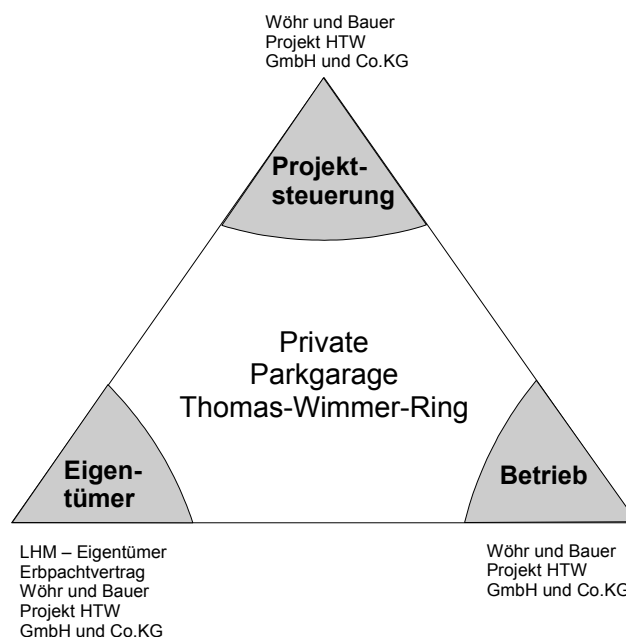 Wöhr und Bauer
Projekt HTW
GmbH und Co.KG
Projekt-
steuerung
Private
Parkgarage
Thomas-Wimmer-Ring
Eigen-
tümer
Betrieb
LHM – Eigentümer
Erbpachtvertrag
Wöhr und Bauer
Projekt HTW
GmbH und Co.KG
Wöhr und Bauer
Projekt HTW
GmbH und Co.KG